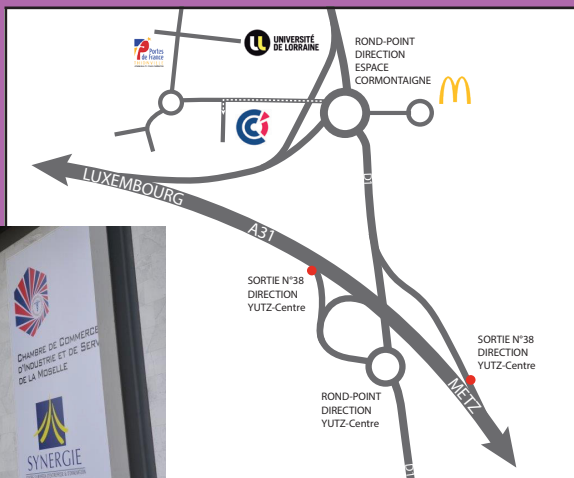 Portes
de France
UNIVERSITÉ
DE LORRAINE
ROND-POINT
DIRECTION
ESPACE
CORMONTAIGNE
LUXEMBOURG
A31
D1
SORTIE N°38
DIRECTION
YUTZ-Centre
SORTIE N°38
DIRECTION
YUTZ-Centre
METZ
ROND-POINT
DIRECTION
YUTZ-Centre
D1
CHAMBRE DE COMMERCE
D'INDUSTRIE ET DE SERV
DE LA MOSELLE
SYNERGIE